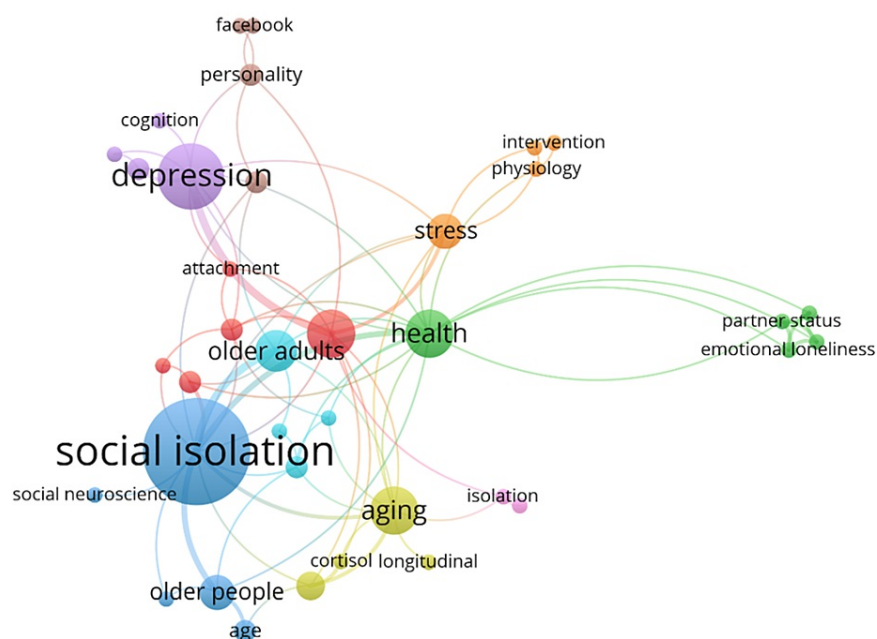 facebook
personality
cognition
depression
intervention
physiology
stress
attachment
partner status
health
older adults
emotional loneliness
social isolation
social neuroscience
isolation
aging
cortisol
longitudinal
older people
age